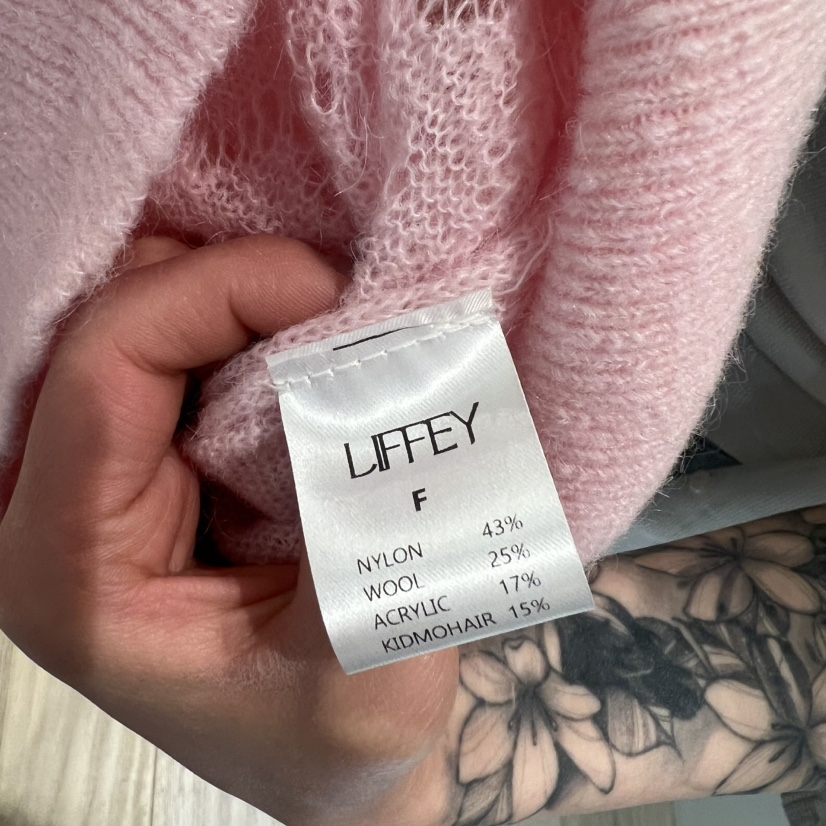 LIFFEY
F
NYLON 43%
WOOL 25%
ACRYLIC 17%
KIDMOHAIR 15%